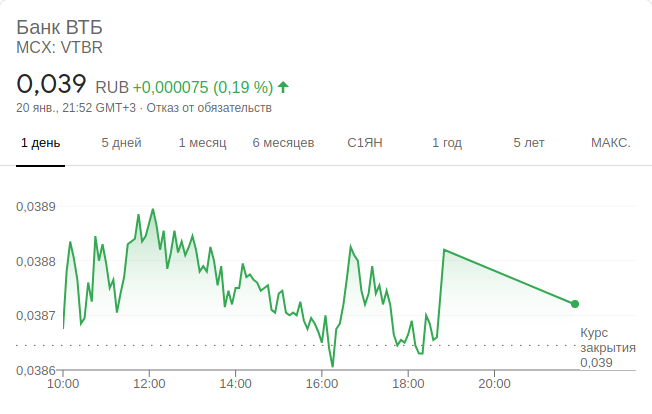 Банк ВТБ
MCX: VTBR
0,039 RUB +0,000075 (0,19 %)
20 янв., 21:52 GMT+3 · Отказ от обязательств
1 день 5 дней 1 месяц 6 месяцев С1ЯН 1 год 5 лет МАКС.
0,0389
0,0388
0,0387
0,0386
Курс
закрытия
0,039
10:00 12:00 14:00 16:00 18:00 20:00